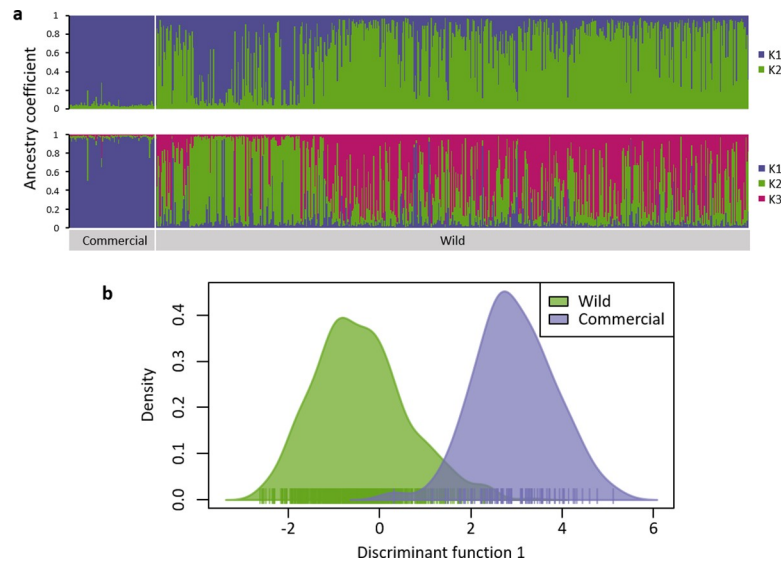 a
Ancestry coefficient
1
0.8
0.6
0.4
0.2
0
K1
K2
1
0.8
0.6
0.4
0.2
0
K1
K2
K3
Commercial Wild
b
Wild
Commercial
Density
0.4
0.3
0.2
0.1
0.0
-2 0 2 4 6
Discriminant function 1